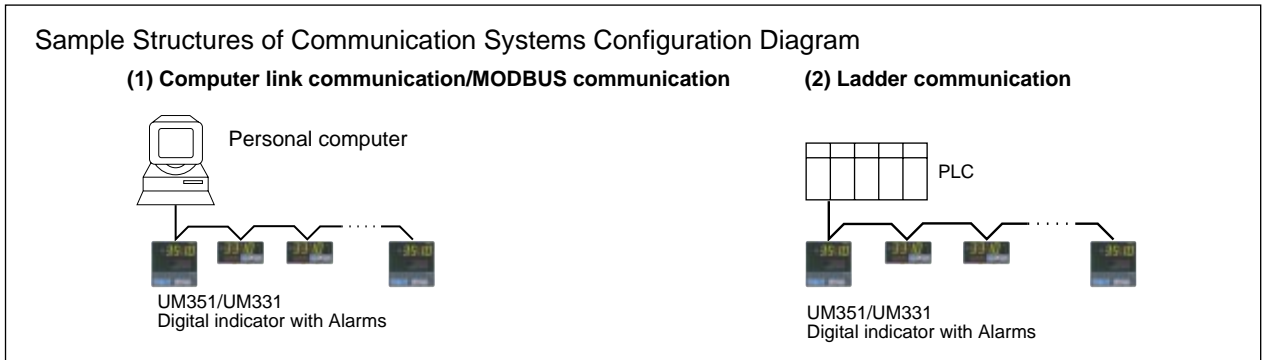 Sample Structures of Communication Systems Configuration Diagram
(1) Computer link communication/MODBUS communication
(2) Ladder communication
Personal computer
PLC
UM351/UM331
Digital indicator with Alarms
UM351/UM331
Digital indicator with Alarms